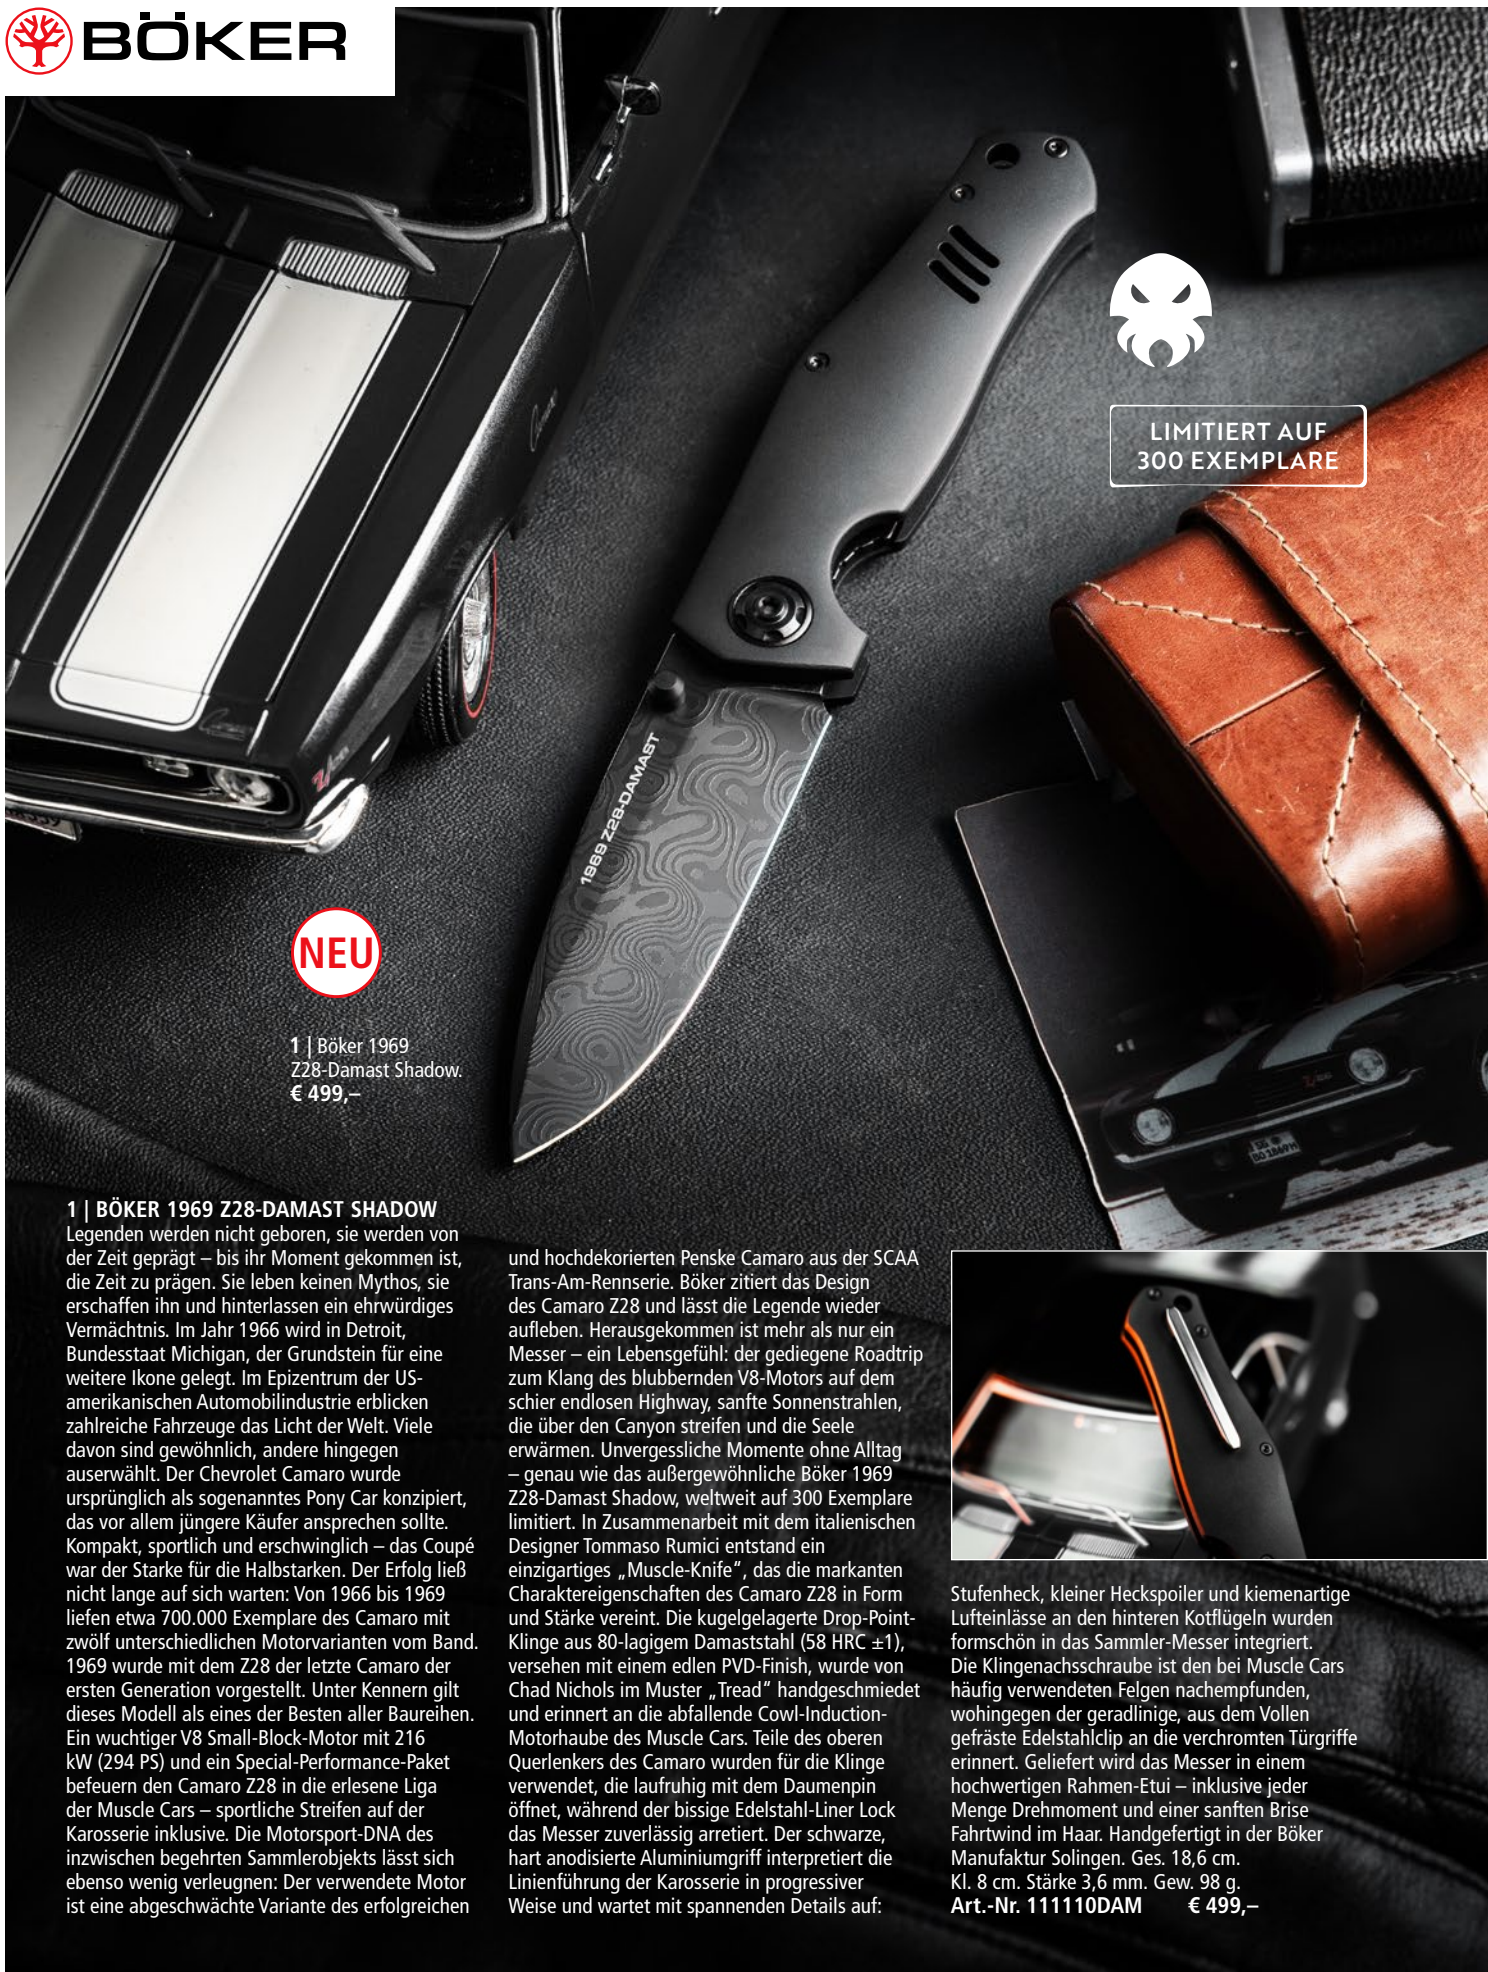 BÖKER
LIMITIERT AUF
300 EXEMPLARE
1969 Z28-DAMAST
NEU
1 | Böker 1969
Z28-Damast Shadow.
€ 499,–
1 | BÖKER 1969 Z28-DAMAST SHADOW
Legenden werden nicht geboren, sie werden von
der Zeit geprägt – bis ihr Moment gekommen ist,
die Zeit zu prägen. Sie leben keinen Mythos, sie
erschaffen ihn und hinterlassen ein ehrwürdiges
Vermächtnis. Im Jahr 1966 wird in Detroit,
Bundesstaat Michigan, der Grundstein für eine
weitere Ikone gelegt. Im Epizentrum der US-
amerikanischen Automobilindustrie erblicken
zahlreiche Fahrzeuge das Licht der Welt. Viele
davon sind gewöhnlich, andere hingegen
auserwählt. Der Chevrolet Camaro wurde
ursprünglich als sogenanntes Pony Car konzipiert,
das vor allem jüngere Käufer ansprechen sollte.
Kompakt, sportlich und erschwinglich – das Coupé
war der Starke für die Halbstarken. Der Erfolg ließ
nicht lange auf sich warten: Von 1966 bis 1969
liefen etwa 700.000 Exemplare des Camaro mit
zwölf unterschiedlichen Motorvarianten vom Band.
1969 wurde mit dem Z28 der letzte Camaro der
ersten Generation vorgestellt. Unter Kennern gilt
dieses Modell als eines der Besten aller Baureihen.
Ein wuchtiger V8 Small-Block-Motor mit 216
kW (294 PS) und ein Special-Performance-Paket
befeuern den Camaro Z28 in die erlesene Liga
der Muscle Cars – sportliche Streifen auf der
Karosserie inklusive. Die Motorsport-DNA des
inzwischen begehrten Sammlerobjekts lässt sich
ebenso wenig verleugnen: Der verwendete Motor
ist eine abgeschwächte Variante des erfolgreichen
und hochdekorierten Penske Camaro aus der SCAA
Trans-Am-Rennserie. Böker zitiert das Design
des Camaro Z28 und lässt die Legende wieder
aufleben. Herausgekommen ist mehr als nur ein
Messer – ein Lebensgefühl: der gediegene Roadtrip
zum Klang des blubbernden V8-Motors auf dem
schier endlosen Highway, sanfte Sonnenstrahlen,
die über den Canyon streifen und die Seele
erwärmen. Unvergessliche Momente ohne Alltag
– genau wie das außergewöhnliche Böker 1969
Z28-Damast Shadow, weltweit auf 300 Exemplare
limitiert. In Zusammenarbeit mit dem italienischen
Designer Tommaso Rumici entstand ein
einzigartiges „Muscle-Knife“, das die markanten
Charaktereigenschaften des Camaro Z28 in Form
und Stärke vereint. Die kugelgelagerte Drop-Point-
Klinge aus 80-lagigem Damaststahl (58 HRC ±1),
versehen mit einem edlen PVD-Finish, wurde von
Chad Nichols im Muster „Tread“ handgeschmiedet
und erinnert an die abfallende Cowl-Induction-
Motorhaube des Muscle Cars. Teile des oberen
Querlenkers des Camaro wurden für die Klinge
verwendet, die laufruhig mit dem Daumenpin
öffnet, während der bissige Edelstahl-Liner Lock
das Messer zuverlässig arretiert. Der schwarze,
hart anodisierte Aluminiumgriff interpretiert die
Linienführung der Karosserie in progressiver
Weise und wartet mit spannenden Details auf:
Stufenheck, kleiner Heckspoiler und kiemenartige
Lufteinlässe an den hinteren Kotflügeln wurden
formschön in das Sammler-Messer integriert.
Die Klingenachsschraube ist den bei Muscle Cars
häufig verwendeten Felgen nachempfunden,
wohingegen der geradlinige, aus dem Vollen
gefräste Edelstahlclip an die verchromten Türgriffe
erinnert. Geliefert wird das Messer in einem
hochwertigen Rahmen-Etui – inklusive jeder
Menge Drehmoment und einer sanften Brise
Fahrtwind im Haar. Handgefertigt in der Böker
Manufaktur Solingen. Ges. 18,6 cm.
Kl. 8 cm. Stärke 3,6 mm. Gew. 98 g.
Art.-Nr. 111110DAM € 499,–